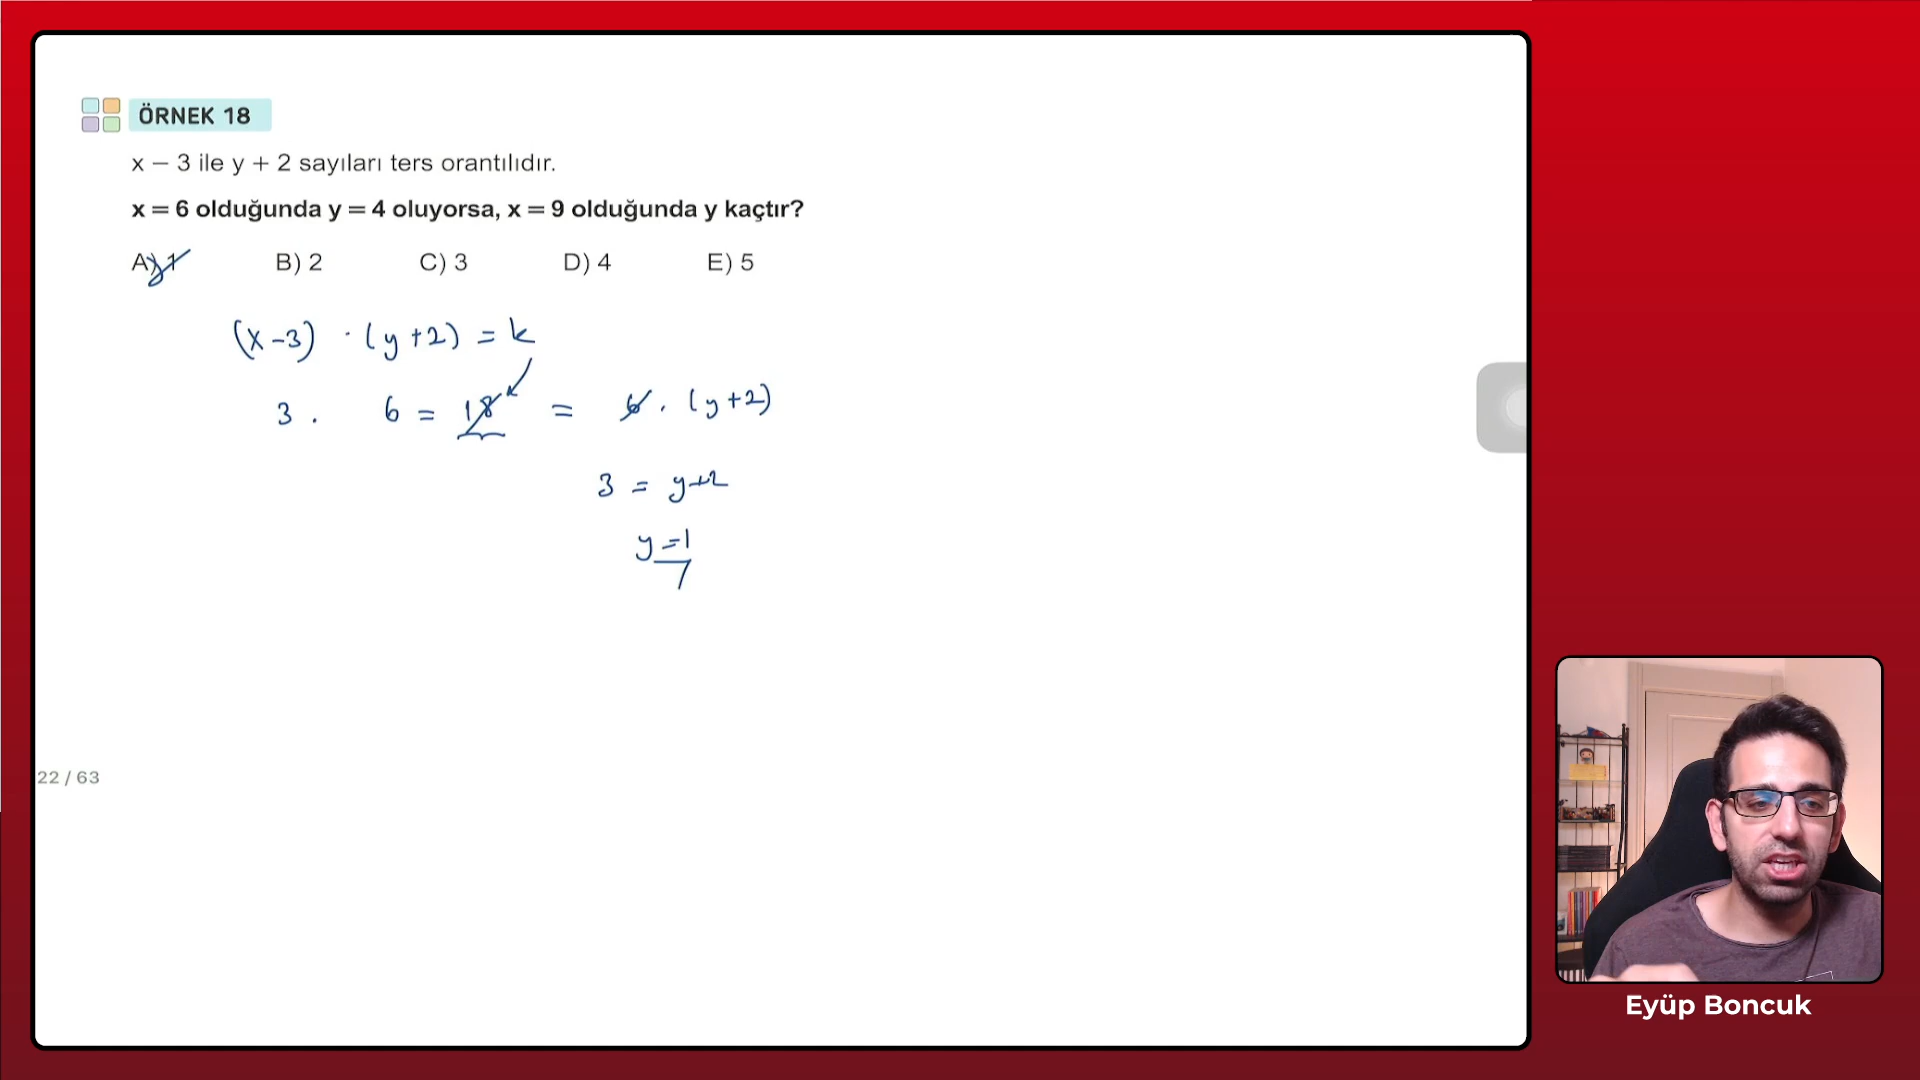 ÖRNEK 18
x − 3 ile y + 2 sayıları ters orantılıdır.
x = 6 olduğunda y = 4 oluyorsa, x = 9 olduğunda y kaçtır?
A) 1 B) 2 C) 3 D) 4 E) 5
(x-3) · (y+2) = k
3 . 6 = 18 = 6 . (y+2)
3 = y+2
y=1
22 / 63
Eyüp Boncuk